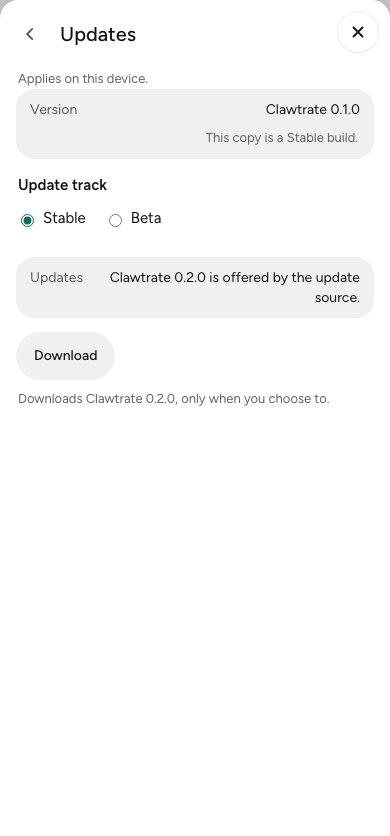 Updates
Applies on this device.
Version Clawtrate 0.1.0
This copy is a Stable build.
Update track
Stable Beta
Updates Clawtrate 0.2.0 is offered by the update
source.
Download
Downloads Clawtrate 0.2.0, only when you choose to.